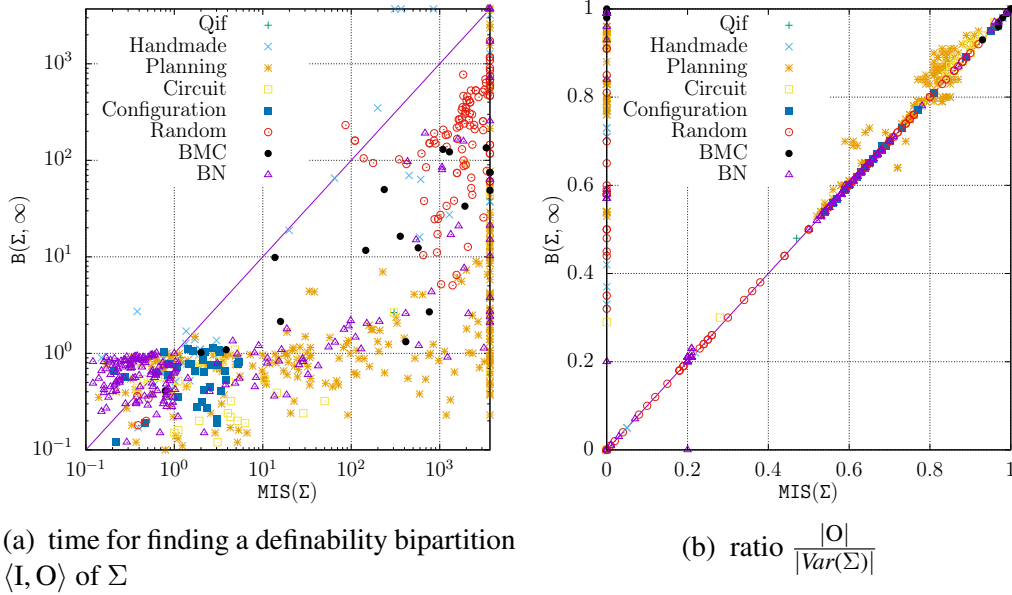 Qif
Handmade
Planning
Circuit
Configuration
Random
BMC
BN
10³
10²
10¹
10⁰
10⁻¹
B(Σ, ∞)
10⁻¹ 10⁰ 10¹ 10² 10³
MIS(Σ)
(a) time for finding a definability bipartition
⟨I, O⟩ of Σ
Qif
Handmade
Planning
Circuit
Configuration
Random
BMC
BN
1
0.8
0.6
0.4
0.2
0
B(Σ, ∞)
0 0.2 0.4 0.6 0.8 1
MIS(Σ)
(b) ratio |O| / |Var(Σ)|